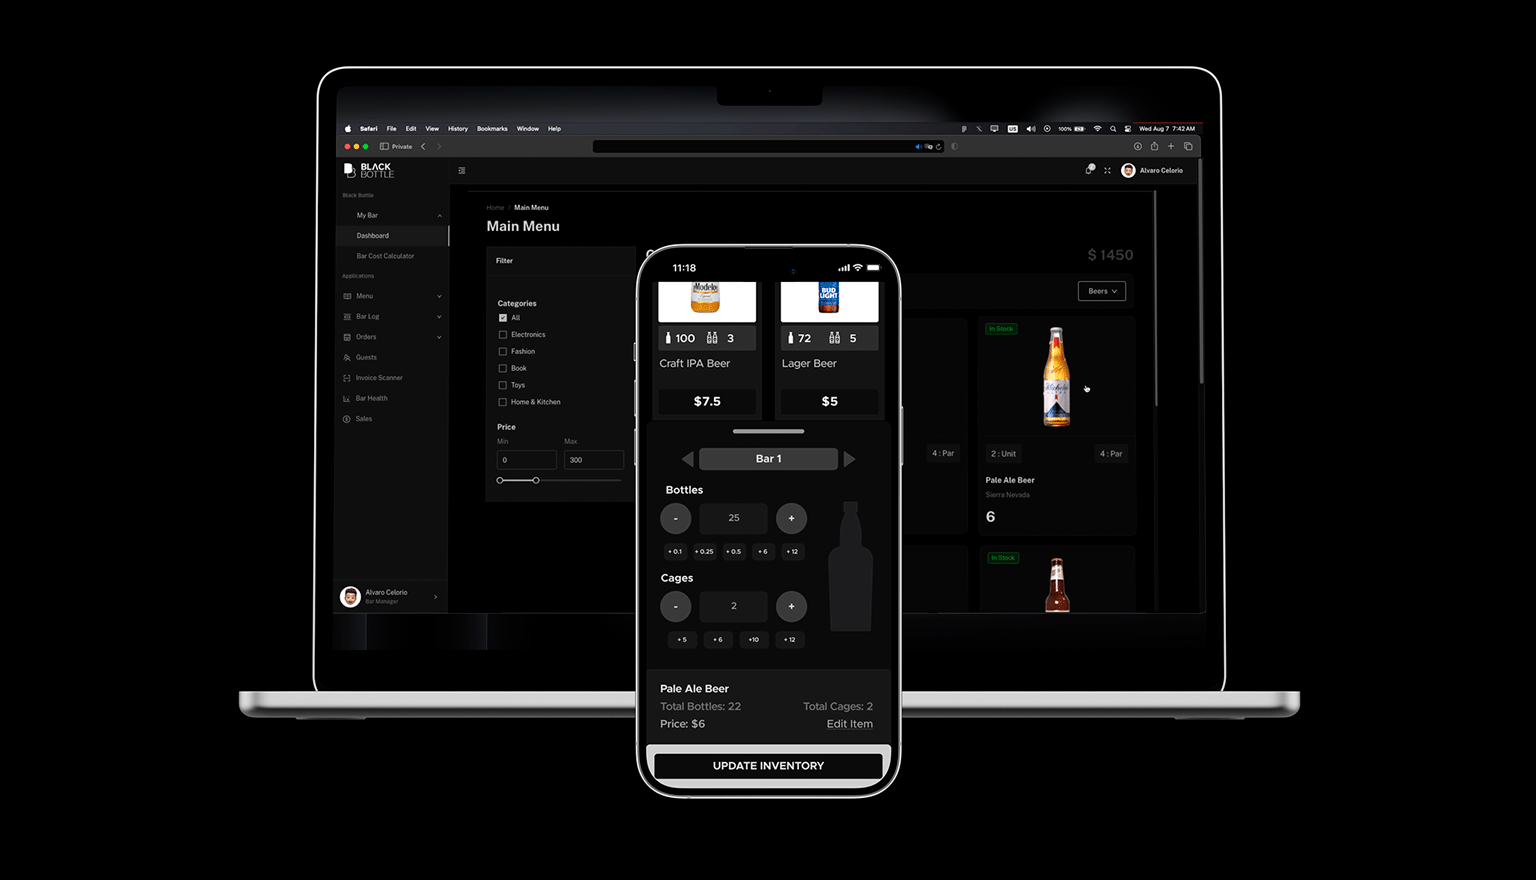 Safari File Edit View History Bookmarks Window Help
US 100% Wed Aug 7 7:42 AM
Private
BLACK
BOTTLE
Alvaro Celorio
Black Bottle
My Bar
Dashboard
Bar Cost Calculator
Applications
Menu
Bar Log
Orders
Guests
Invoice Scanner
Bar Health
Sales
Alvaro Celorio
Bar Manager
Home / Main Menu
Main Menu
Filter
Categories
All
Electronics
Fashion
Book
Toys
Home & Kitchen
Price
Min Max
0 300
$ 1450
Beers
In Stock
4 : Par
2 : Unit 4 : Par
Pale Ale Beer
Sierra Nevada
6
In Stock
11:18
Modelo
BUD
LIGHT
100 3
72 5
Craft IPA Beer
Lager Beer
$7.5
$5
Bar 1
Bottles
- 25 +
+ 0.1 + 0.25 + 0.5 + 6 + 12
Cages
- 2 +
+ 5 + 6 +10 + 12
Pale Ale Beer
Total Bottles: 22 Total Cages: 2
Price: $6 Edit Item
UPDATE INVENTORY